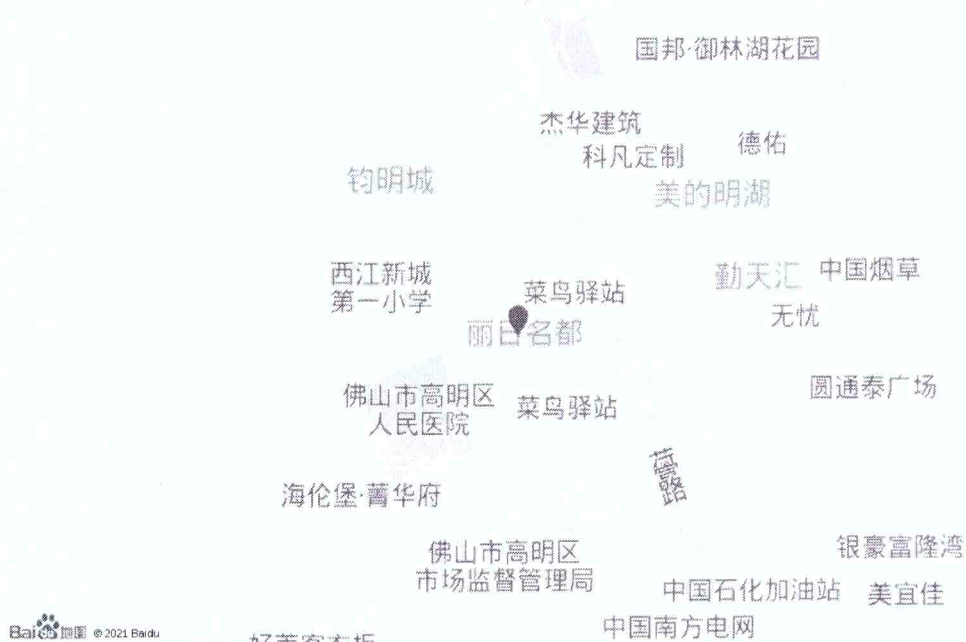 国邦·御林湖花园
杰华建筑
科凡定制
德佑
钧明城
美的明湖
西江新城
第一小学
菜鸟驿站
勤天汇
中国烟草
无忧
丽日名都
佛山市高明区
人民医院
菜鸟驿站
圆通泰广场
荷富路
海伦堡·菁华府
佛山市高明区
市场监督管理局
银豪富隆湾
中国石化加油站
美宜佳
中国南方电网
Bai 地图 © 2021 Baidu